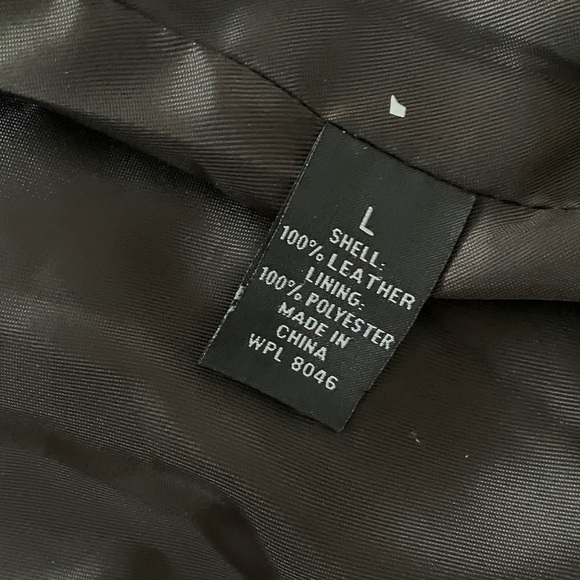 L
SHELL:
100% LEATHER
LINING:
100% POLYESTER
MADE IN
CHINA
WPL 8046